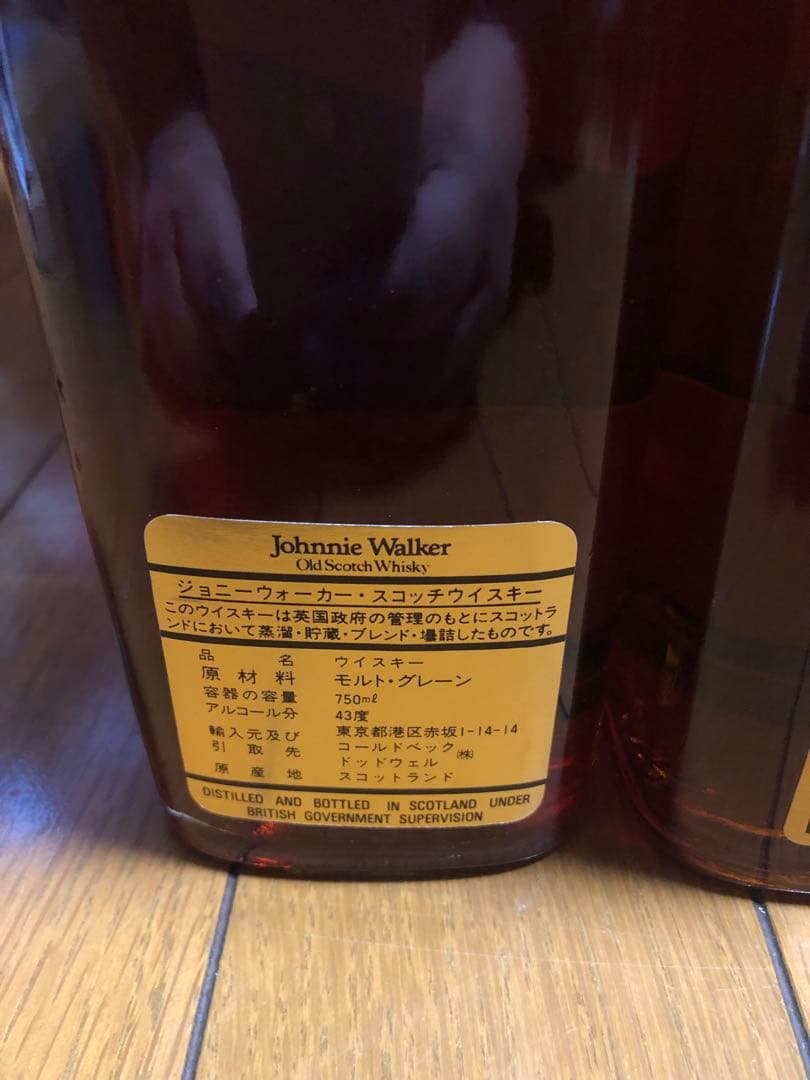 Johnnie Walker
Old Scotch Whisky
ジョニーウォーカー・スコッチウイスキー
このウイスキーは英国政府の管理のもとにスコットラ
ンドにおいて蒸溜・貯蔵・ブレンド・壜詰したものです。
品名 ウイスキー
原材料 モルト・グレーン
容器の容量 750mℓ
アルコール分 43度
輸入元及び 東京都港区赤坂1-14-14
引取先 コールドベック㈱
ドッドウェル
原産地 スコットランド
DISTILLED AND BOTTLED IN SCOTLAND UNDER
BRITISH GOVERNMENT SUPERVISION